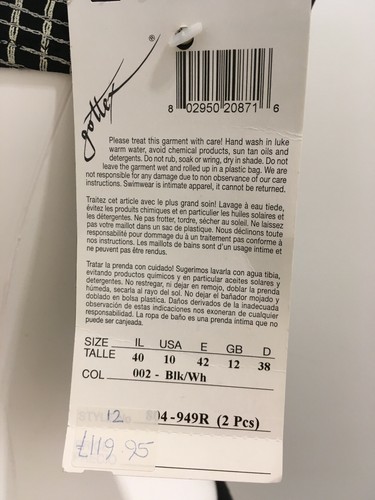 gottex ®
8 02950 20871 6
Please treat this garment with care! Hand wash in luke
warm water, avoid chemical products, sun tan oils and
detergents. Do not rub, soak or wring, dry in shade. Do not
leave the garment wet and rolled up in plastic bag. We are
not responsible for any damage due to non observance of our care
instructions. Swimwear is intimate apparel, it cannot be returned.
Traitez cet article avec le plus grand soin! Lavage à eau tiede,
évitez les produits chimiques et en particulier les huiles solaires et
les détergentes. Ne pas frotter, tordre, sécher au soleil. Ne laissez
pas votre maillot dans un sac de plastique. Nous déclinons toute
responsabilité pour dommage du à un traitement pas conforme à
nos instructions. Les maillots de bains sont d'un usage intime et
ne peuvent pas être rendus.
Tratar la prenda con cuidado! Sugerimos lavarla con agua tibia,
evitando productos químicos y en particular aceites solares y
detergentes. No restregar, ni dejar en remojo, doblar la prenda
húmeda, secarla al rayo del sol. No dejar el bañador mojado y
doblado en bolsa plastica. Daños derivados de la inadecuada
observación de estas indicaciones nos exoneran de cualquier
responsabilidad. La ropa de baño es una prenda íntima que no
puede ser canjeada.
SIZE IL USA E GB D
TALLE 40 10 42 12 38
COL 002 - Blk/Wh
STYLE 12 4-949R (2 Pcs)
£119.95